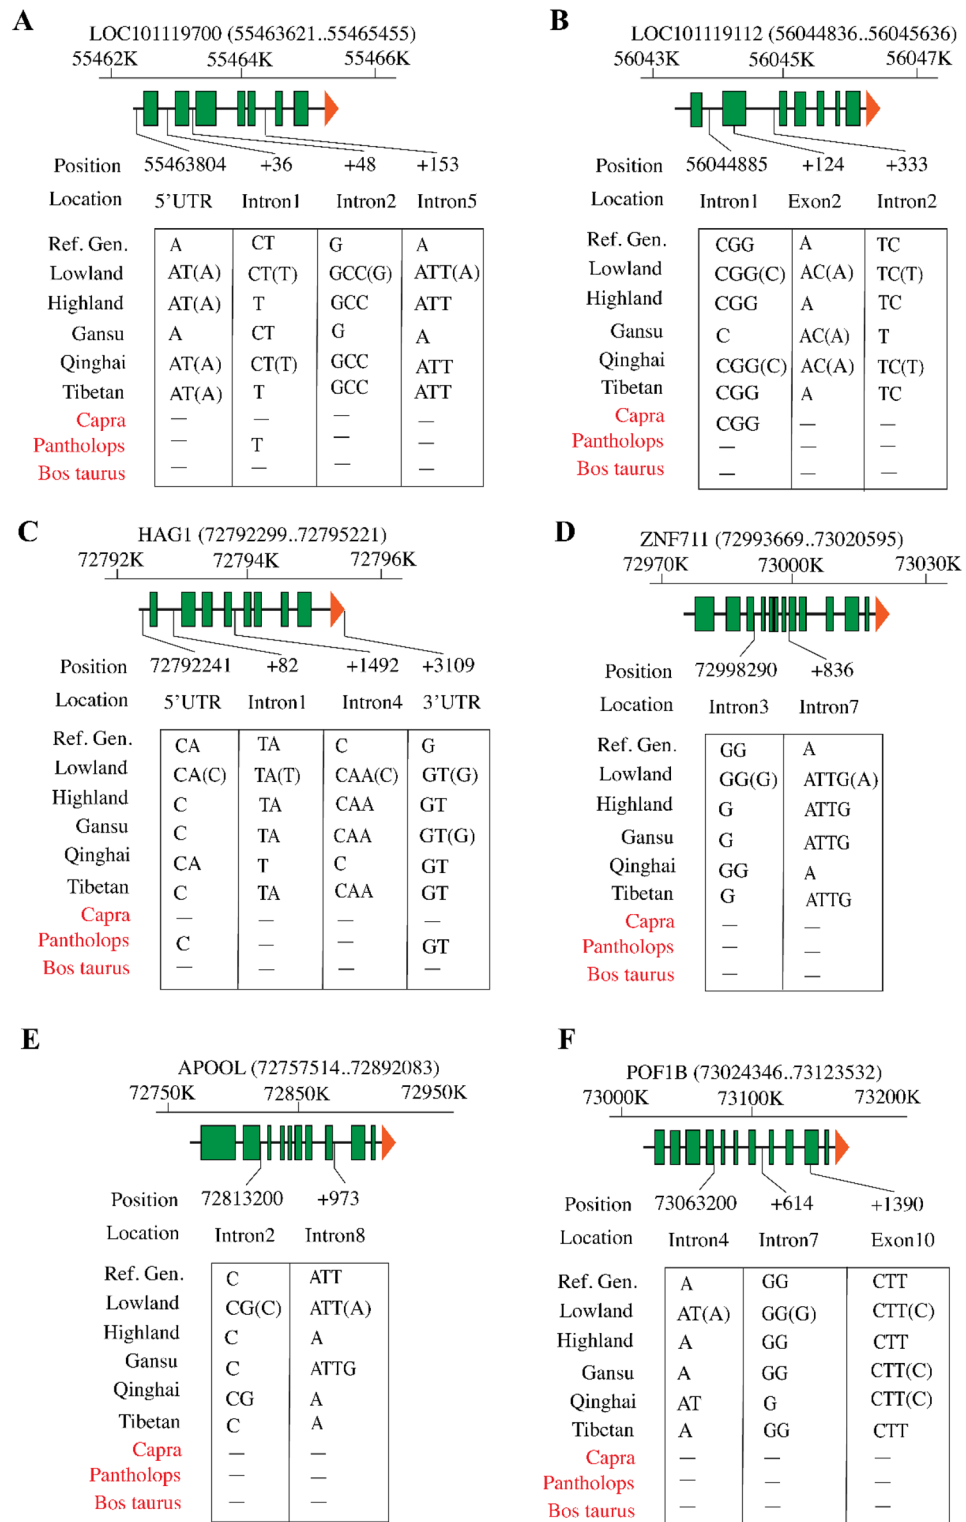 A
LOC101119700 (55463621..55465455)
55462K 55464K 55466K
Position 55463804 +36 +48 +153
Location 5’UTR Intron1 Intron2 Intron5
Ref. Gen. A CT G A
Lowland AT(A) CT(T) GCC(G) ATT(A)
Highland AT(A) T GCC ATT
Gansu A CT G A
Qinghai AT(A) CT(T) GCC ATT
Tibetan AT(A) T GCC ATT
Capra — — — —
Pantholops — T — —
Bos taurus — — — —
B
LOC101119112 (56044836..56045636)
56043K 56045K 56047K
Position 56044885 +124 +333
Location Intron1 Exon2 Intron2
Ref. Gen. CGG A TC
Lowland CGG(C) AC(A) TC(T)
Highland CGG A TC
Gansu C AC(A) T
Qinghai CGG(C) AC(A) TC(T)
Tibetan CGG A TC
Capra CGG — —
Pantholops — — —
Bos taurus — — —
C
HAG1 (72792299..72795221)
72792K 72794K 72796K
Position 72792241 +82 +1492 +3109
Location 5’UTR Intron1 Intron4 3’UTR
Ref. Gen. CA TA C G
Lowland CA(C) TA(T) CAA(C) GT(G)
Highland C TA CAA GT
Gansu C TA CAA GT(G)
Qinghai CA T C GT
Tibetan C TA CAA GT
Capra — — — —
Pantholops C — — GT
Bos taurus — — — —
D
ZNF711 (72993669..73020595)
72970K 73000K 73030K
Position 72998290 +836
Location Intron3 Intron7
Ref. Gen. GG A
Lowland GG(G) ATTG(A)
Highland G ATTG
Gansu G ATTG
Qinghai GG A
Tibetan G ATTG
Capra — —
Pantholops — —
Bos taurus — —
E
APOOL (72757514..72892083)
72750K 72850K 72950K
Position 72813200 +973
Location Intron2 Intron8
Ref. Gen. C ATT
Lowland CG(C) ATT(A)
Highland C A
Gansu C ATTG
Qinghai CG A
Tibetan C A
Capra — —
Pantholops — —
Bos taurus — —
F
POF1B (73024346..73123532)
73000K 73100K 73200K
Position 73063200 +614 +1390
Location Intron4 Intron7 Exon10
Ref. Gen. A GG CTT
Lowland AT(A) GG(G) CTT(C)
Highland A GG CTT
Gansu A GG CTT(C)
Qinghai AT G CTT(C)
Tibetan A GG CTT
Capra — — —
Pantholops — — —
Bos taurus — — —